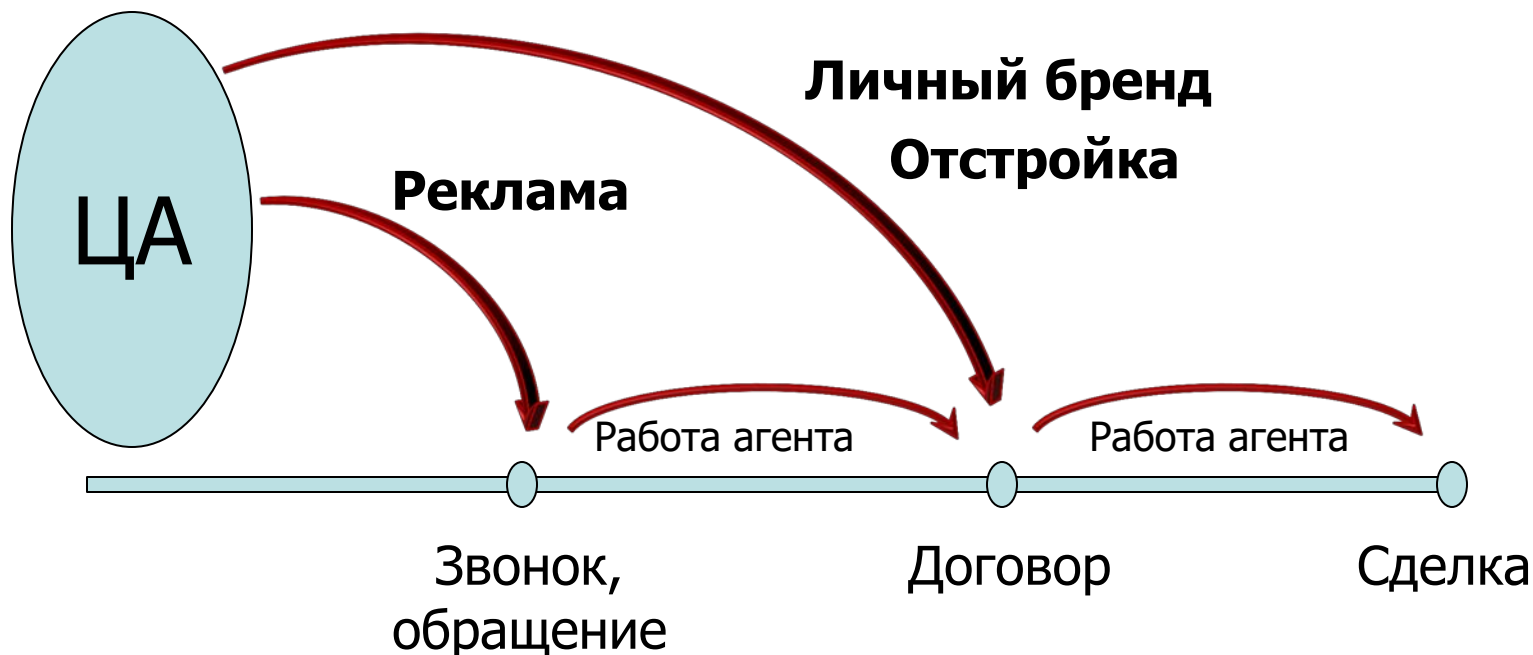 Личный бренд
Отстройка
Реклама
ЦА
Работа агента
Работа агента
Звонок,
обращение
Договор
Сделка